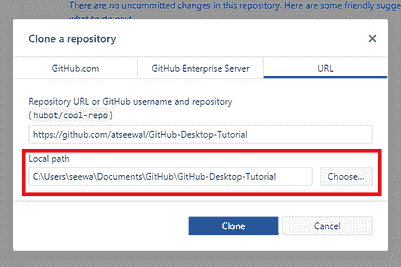 There are no uncommitted changes in this repository. Here are some friendly sugge
what to do next
Clone a repository
GitHub.com
GitHub Enterprise Server
URL
Repository URL or GitHub username and repository
(hubot/cool-repo)
https://github.com/atseewal/GitHub-Desktop-Tutorial
Local path
C:\Users\seewa\Documents\GitHub\GitHub-Desktop-Tutorial
Choose...
Clone
Cancel